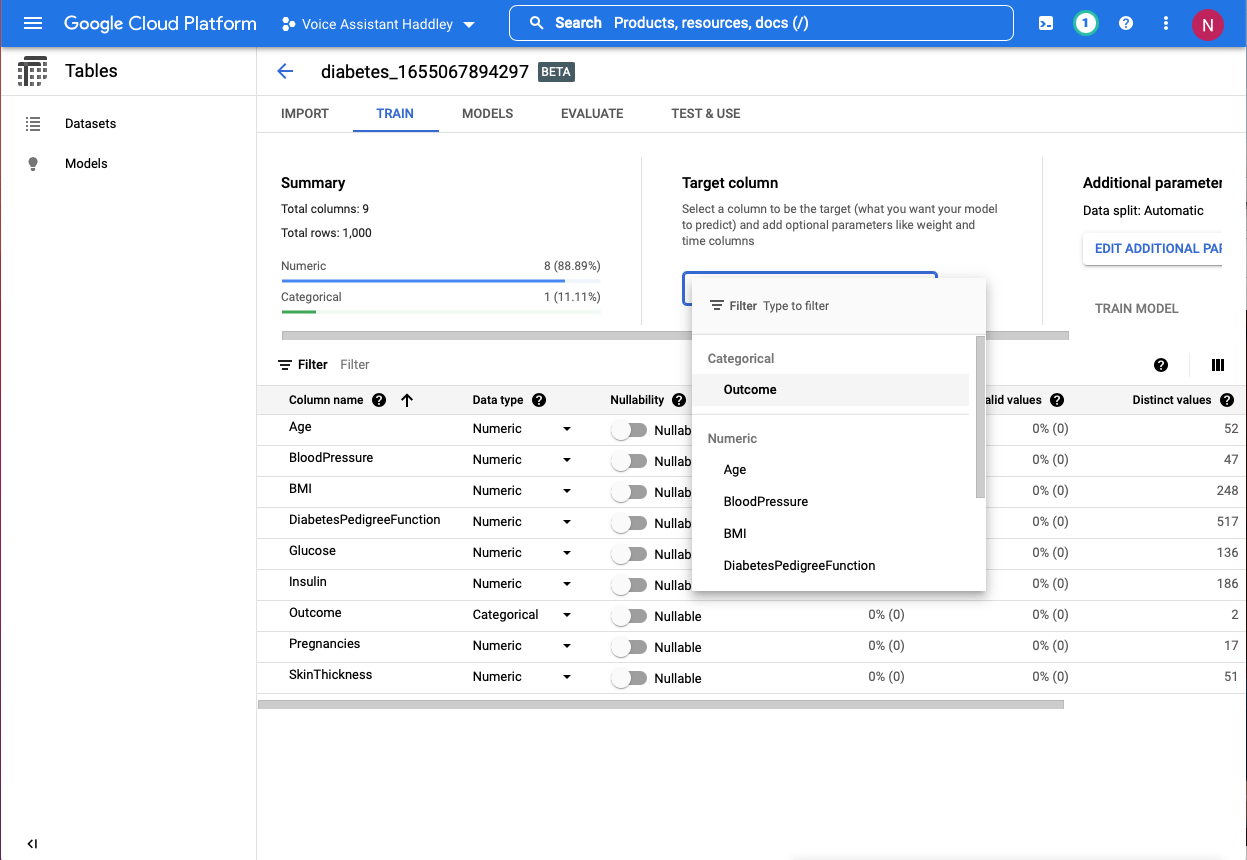 Google Cloud Platform
Voice Assistant Haddley
Search Products, resources, docs (/)
1
N
Tables
diabetes_1655067894297 BETA
Datasets
Models
IMPORT TRAIN MODELS EVALUATE TEST & USE
Summary
Total columns: 9
Total rows: 1,000
Numeric 8 (88.89%)
Categorical 1 (11.11%)
Target column
Select a column to be the target (what you want your model
to predict) and add optional parameters like weight and
time columns
Additional parameter
Data split: Automatic
EDIT ADDITIONAL PAR
TRAIN MODEL
Filter Type to filter
Categorical
Outcome
Numeric
Age
BloodPressure
BMI
DiabetesPedigreeFunction
Filter Filter
Column name Data type Nullability alid values Distinct values
Age Numeric Nullab 0% (0) 52
BloodPressure Numeric Nullab 0% (0) 47
BMI Numeric Nullab 0% (0) 248
DiabetesPedigreeFunction Numeric Nullab 0% (0) 517
Glucose Numeric Nullab 0% (0) 136
Insulin Numeric Nullab 0% (0) 186
Outcome Categorical Nullable 0% (0) 0% (0) 2
Pregnancies Numeric Nullable 0% (0) 0% (0) 17
SkinThickness Numeric Nullable 0% (0) 0% (0) 51